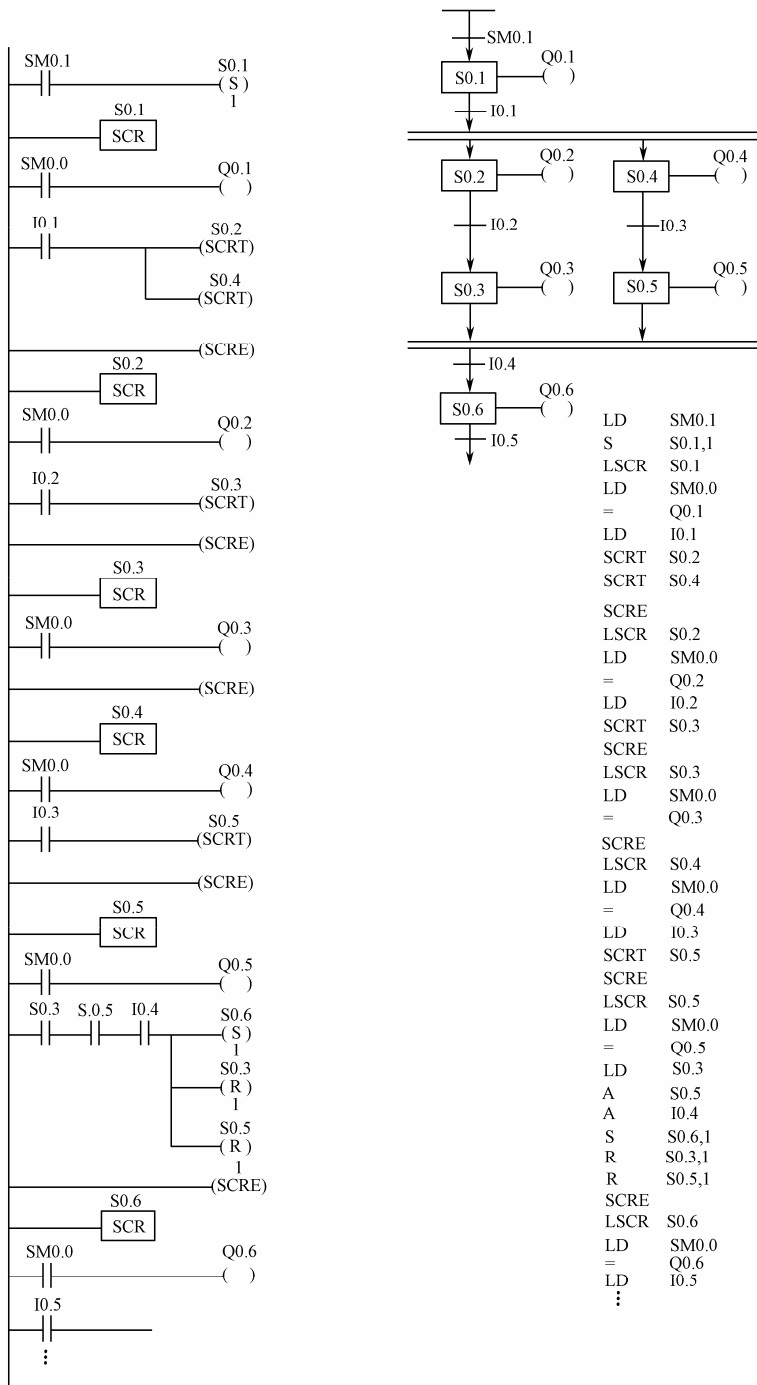 SM0.1 S0.1
(S)
1
S0.1
SCR
SM0.0 Q0.1
( )
I0.1 S0.2
(SCRT)
S0.4
(SCRT)
(SCRE)
S0.2
SCR
SM0.0 Q0.2
( )
I0.2 S0.3
(SCRT)
(SCRE)
S0.3
SCR
SM0.0 Q0.3
( )
(SCRE)
S0.4
SCR
SM0.0 Q0.4
( )
I0.3 S0.5
(SCRT)
(SCRE)
S0.5
SCR
SM0.0 Q0.5
( )
S0.3 S.0.5 I0.4 S0.6
(S)
1
S0.3
(R)
1
S0.5
(R)
1
(SCRE)
S0.6
SCR
SM0.0 Q0.6
( )
I0.5
⋮
SM0.1
Q0.1
S0.1 ( )
I0.1
Q0.2 Q0.4
S0.2 ( ) S0.4 ( )
I0.2 I0.3
Q0.3 Q0.5
S0.3 ( ) S0.5 ( )
I0.4
Q0.6
S0.6 ( )
I0.5
LD SM0.1
S S0.1,1
LSCR S0.1
LD SM0.0
= Q0.1
LD I0.1
SCRT S0.2
SCRT S0.4
SCRE
LSCR S0.2
LD SM0.0
= Q0.2
LD I0.2
SCRT S0.3
SCRE
LSCR S0.3
LD SM0.0
= Q0.3
SCRE
LSCR S0.4
LD SM0.0
= Q0.4
LD I0.3
SCRT S0.5
SCRE
LSCR S0.5
LD SM0.0
= Q0.5
LD S0.3
A S0.5
A I0.4
S S0.6,1
R S0.3,1
R S0.5,1
SCRE
LSCR S0.6
LD SM0.0
= Q0.6
LD I0.5
⋮